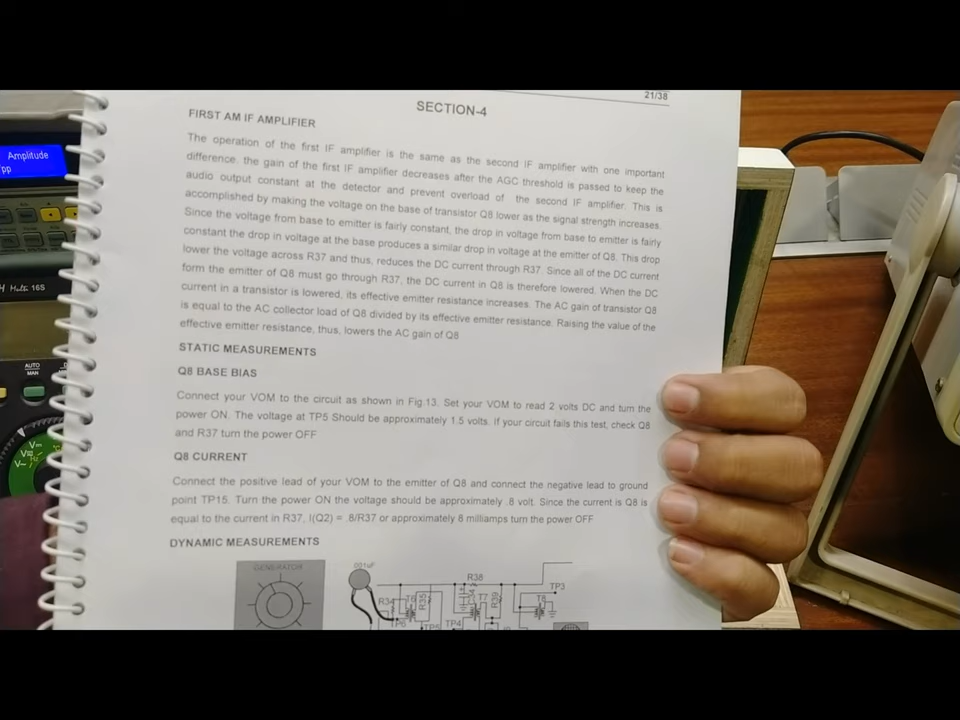 Amplitude
pp
AUTO
MAN
21/38
SECTION-4
FIRST AM IF AMPLIFIER
The operation of the first IF amplifier is the same as the second IF amplifier with one important
difference. the gain of the first IF amplifier decreases after the AGC threshold is passed to keep the
audio output constant at the detector and prevent overload of the second IF amplifier. This is
accomplished by making the voltage on the base of transistor Q8 lower as the signal strength increases.
Since the voltage from base to emitter is fairly constant, the drop in voltage from base to emitter is fairly
constant the drop in voltage at the base produces a similar drop in voltage at the emitter of Q8. This drop
lower the voltage across R37 and thus, reduces the DC current through R37. Since all of the DC current
form the emitter of Q8 must go through R37, the DC current in Q8 is therefore lowered. When the DC
current in a transistor is lowered, its effective emitter resistance increases. The AC gain of transistor Q8
is equal to the AC collector load of Q8 divided by its effective emitter resistance. Raising the value of the
effective emitter resistance, thus, lowers the AC gain of Q8
STATIC MEASUREMENTS
Q8 BASE BIAS
Connect your VOM to the circuit as shown in Fig.13. Set your VOM to read 2 volts DC and turn the
power ON. The voltage at TP5 Should be approximately 1.5 volts. If your circuit fails this test, check Q8
and R37 turn the power OFF
Q8 CURRENT
Connect the positive lead of your VOM to the emitter of Q8 and connect the negative lead to ground
point TP15. Turn the power ON the voltage should be approximately .8 volt. Since the current is Q8 is
equal to the current in R37, I(Q2) = .8/R37 or approximately 8 milliamps turn the power OFF
DYNAMIC MEASUREMENTS
GENERATOR
.001uF
R38
TP3
R34
T6
R35
T7
R39
T8
TP6
TP5
TP4